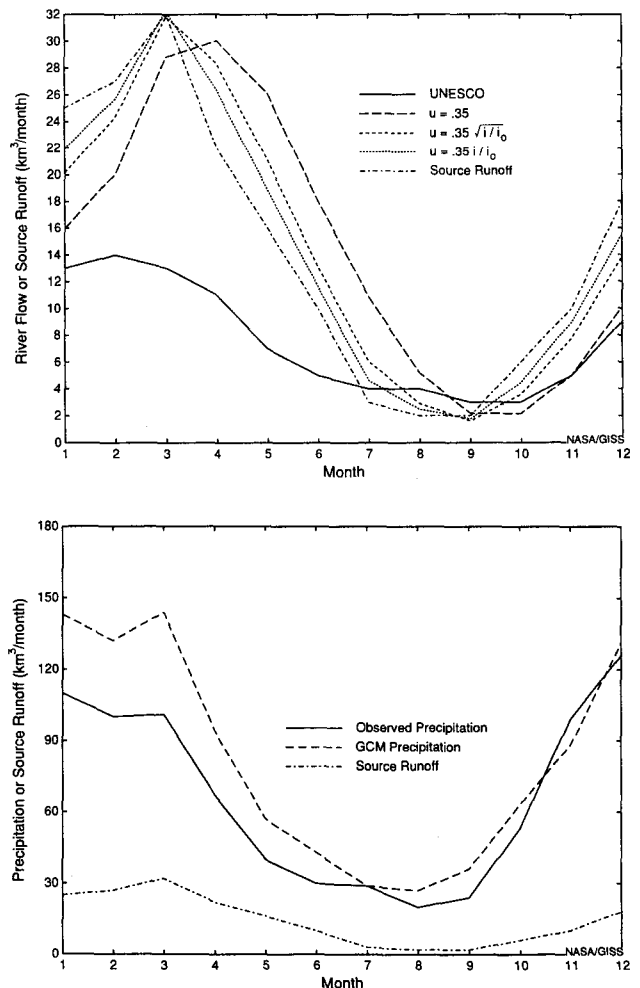 32
30
28
26
24
22
20
18
16
14
12
10
8
6
4
2
0
River Flow or Source Runoff (km³/month)
UNESCO
u = .35
u = .35 √i/i₀
u = .35 i/i₀
Source Runoff
NASA/GISS
1 2 3 4 5 6 7 8 9 10 11 12
Month
180
150
120
90
60
30
0
Precipitation or Source Runoff (km³/month)
Observed Precipitation
GCM Precipitation
Source Runoff
NASA/GISS
1 2 3 4 5 6 7 8 9 10 11 12
Month